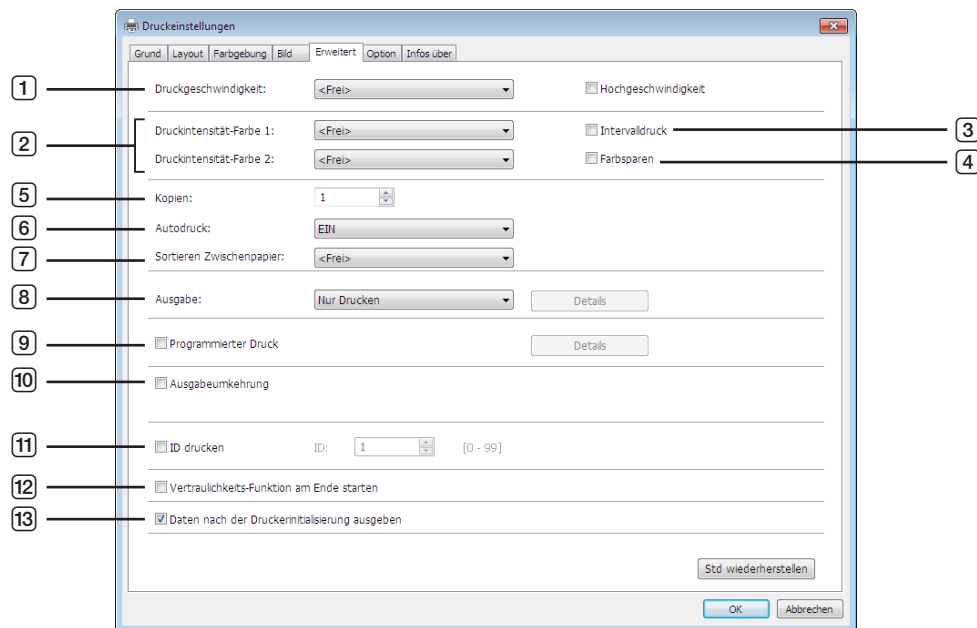 Druckeinstellungen
Grund Layout Farbgebung Bild Erweitert Option Infos über
1 Druckgeschwindigkeit: <Frei> Hochgeschwindigkeit
2 Druckintensität-Farbe 1: <Frei> Intervalldruck 3
Druckintensität-Farbe 2: <Frei> Farbsparen 4
5 Kopien: 1
6 Autodruck: EIN
7 Sortieren Zwischenpapier: <Frei>
8 Ausgabe: Nur Drucken Details
9 Programmierter Druck Details
10 Ausgabeumkehrung
11 ID drucken ID: 1 [0 - 99]
12 Vertraulichkeits-Funktion am Ende starten
13 Daten nach der Druckerinitialisierung ausgeben
Std wiederherstellen
OK Abbrechen